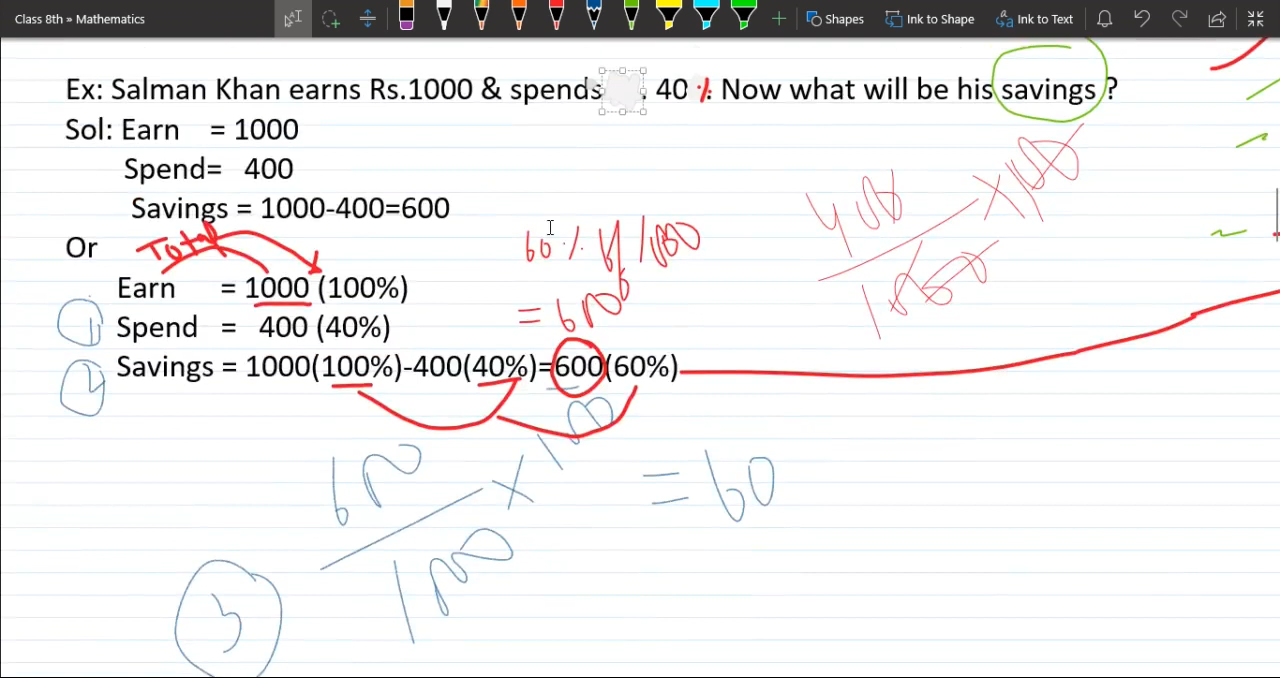 Class 8th » Mathematics
Shapes Ink to Shape Ink to Text
Ex: Salman Khan earns Rs.1000 & spends . 40 % Now what will be his savings ?
Sol: Earn = 1000
Spend= 400
Savings = 1000-400=600
Or
Total
60 % of 1000
= 600
400 × 100
1000
Earn = 1000 (100%)
1
Spend = 400 (40%)
2
Savings = 1000(100%)-400(40%)=600(60%)
600 × 100 = 60
1000
3